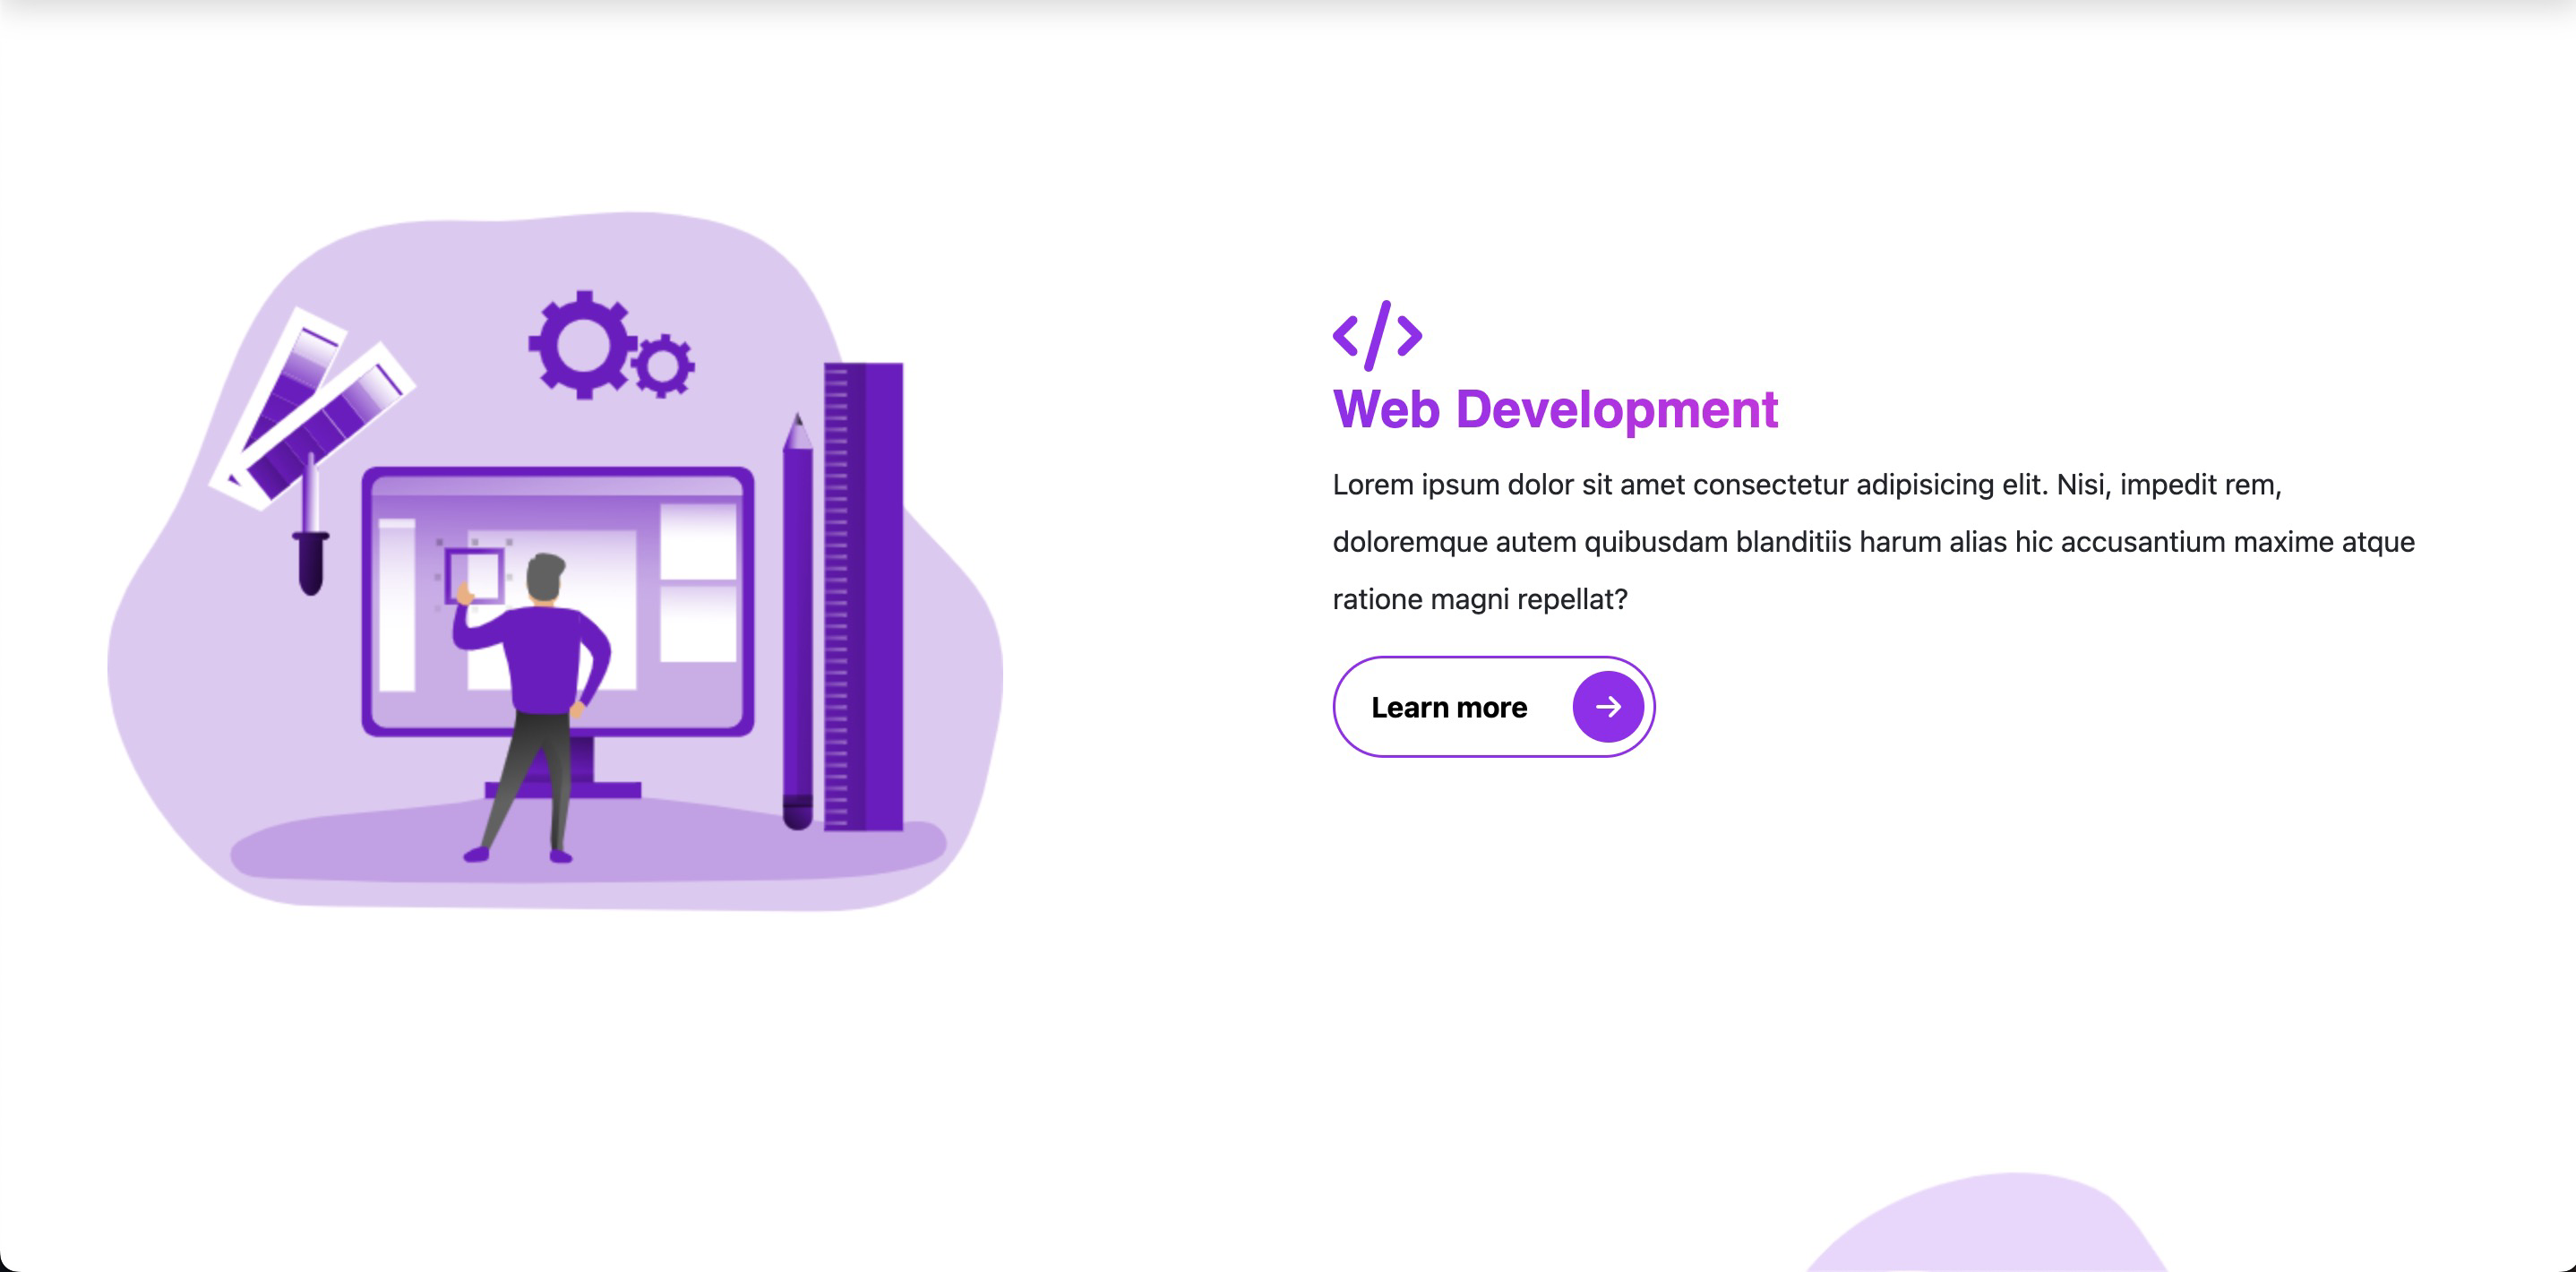 </>
Web Development
Lorem ipsum dolor sit amet consectetur adipisicing elit. Nisi, impedit rem,
doloremque autem quibusdam blanditiis harum alias hic accusantium maxime atque
ratione magni repellat?
Learn more